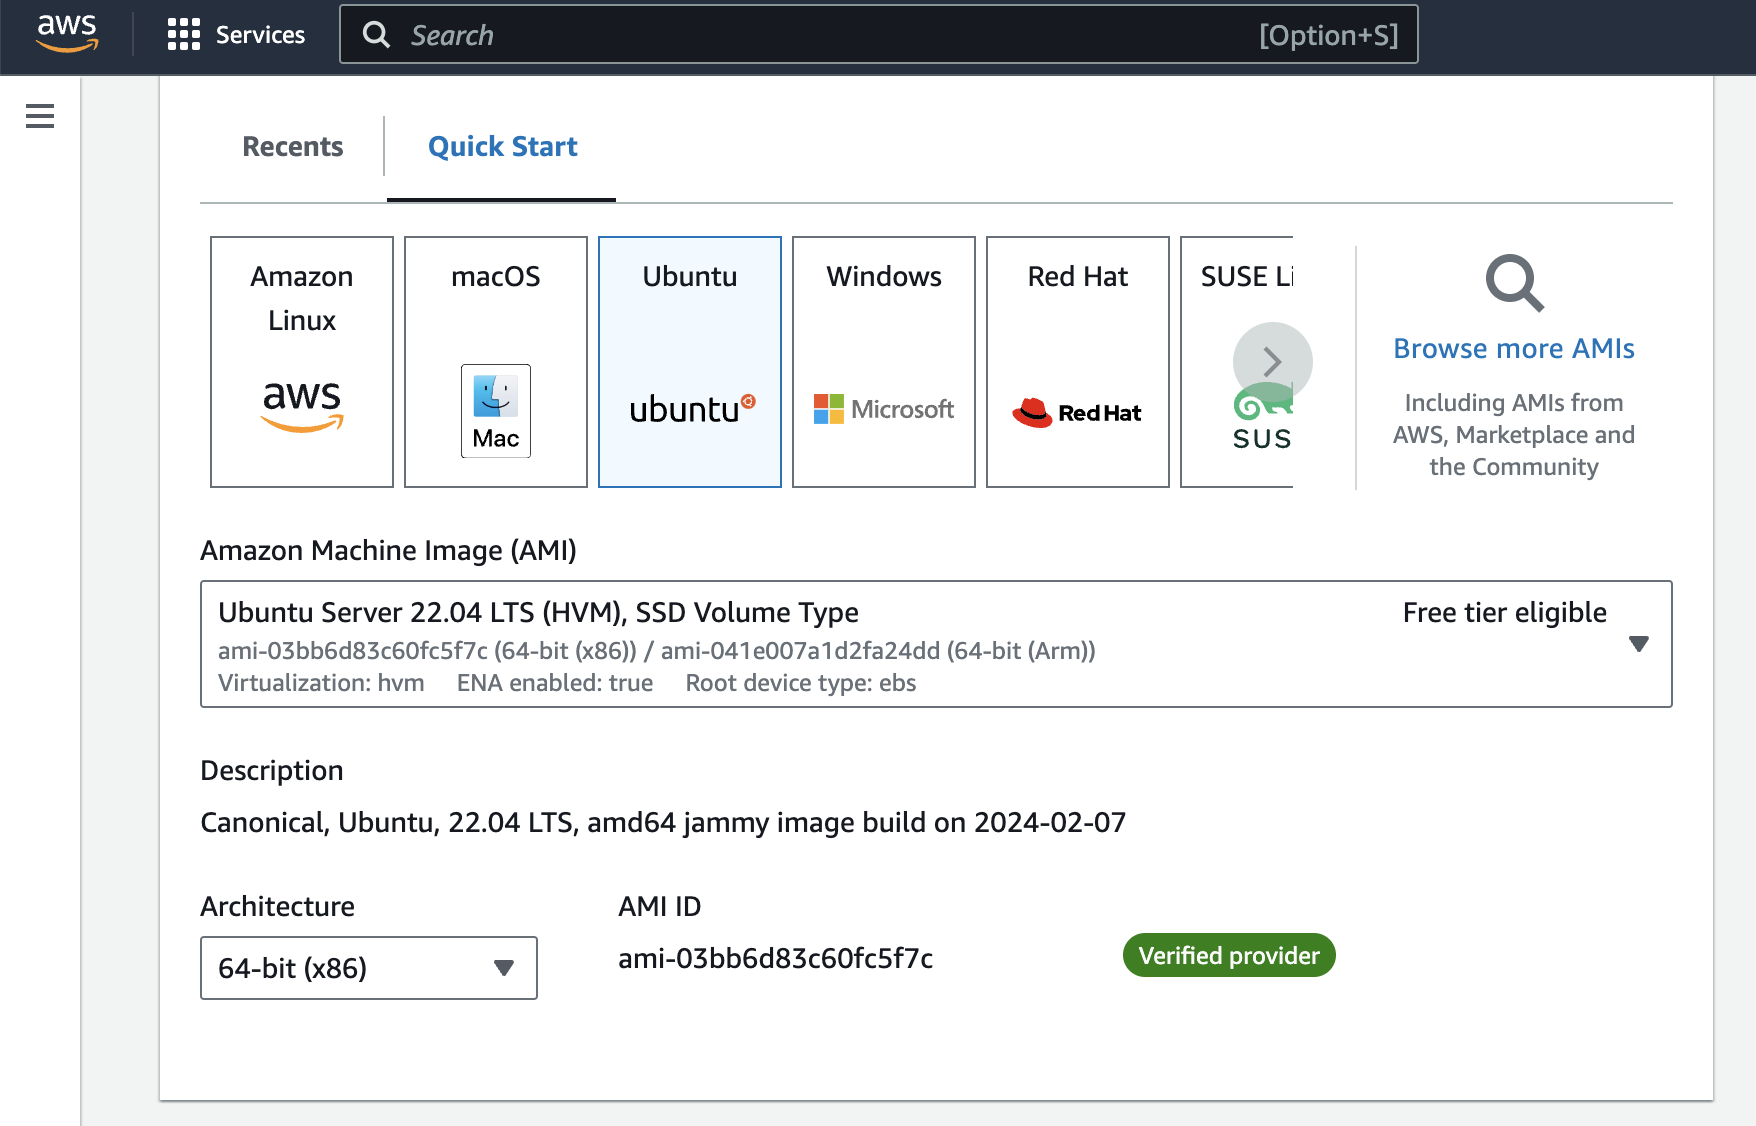 aws
Services
Search
[Option+S]
Recents
Quick Start
Amazon
Linux
aws
macOS
Mac
Ubuntu
ubuntu
Windows
Microsoft
Red Hat
Red Hat
SUSE Li
SUS
Browse more AMIs
Including AMIs from
AWS, Marketplace and
the Community
Amazon Machine Image (AMI)
Ubuntu Server 22.04 LTS (HVM), SSD Volume Type
Free tier eligible
ami-03bb6d83c60fc5f7c (64-bit (x86)) / ami-041e007a1d2fa24dd (64-bit (Arm))
Virtualization: hvm ENA enabled: true Root device type: ebs
Description
Canonical, Ubuntu, 22.04 LTS, amd64 jammy image build on 2024-02-07
Architecture
64-bit (x86)
AMI ID
ami-03bb6d83c60fc5f7c
Verified provider